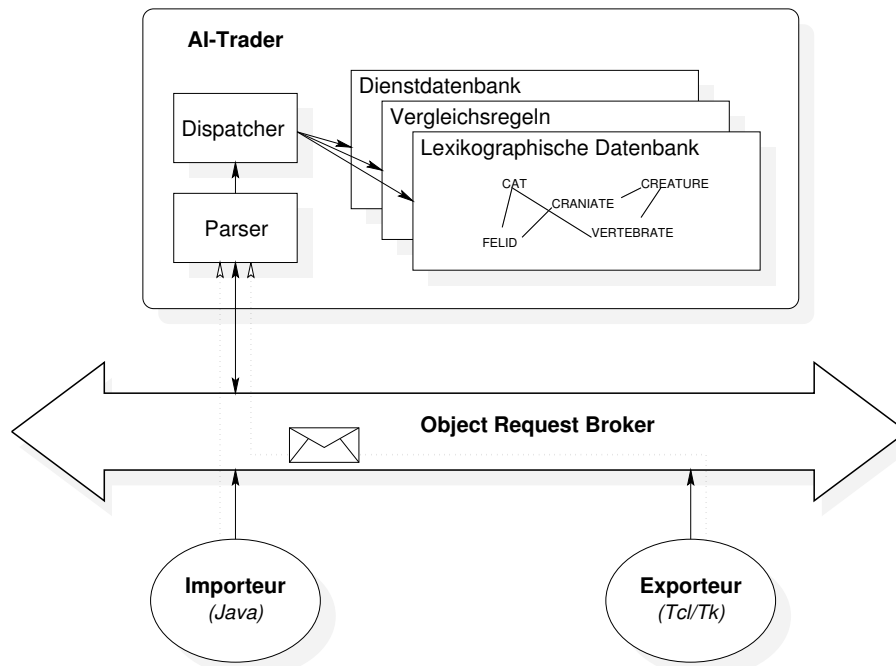 AI-Trader
Dienstdatenbank
Vergleichsregeln
Lexikographische Datenbank
Dispatcher
Parser
CAT
CREATURE
CRANIATE
FELID
VERTEBRATE
Object Request Broker
Importeur
(Java)
Exporteur
(Tcl/Tk)